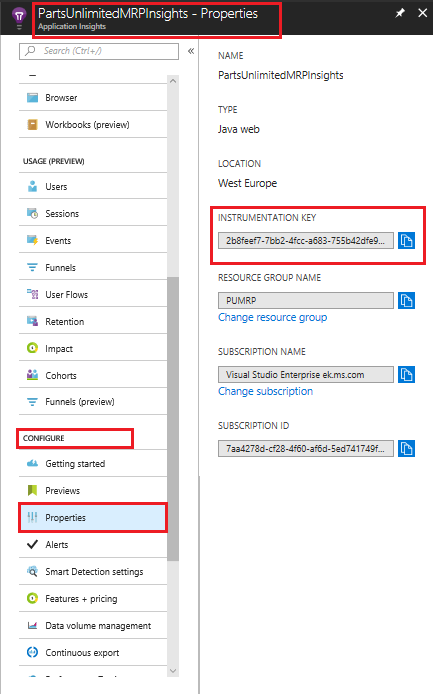 PartsUnlimitedMRPInsights - Properties
Application Insights
Search (Ctrl+/)
Browser
Workbooks (preview)
USAGE (PREVIEW)
Users
Sessions
Events
Funnels
User Flows
Retention
Impact
Cohorts
Funnels (preview)
CONFIGURE
Getting started
Previews
Properties
Alerts
Smart Detection settings
Features + pricing
Data volume management
Continuous export
NAME
PartsUnlimitedMRPInsights
TYPE
Java web
LOCATION
West Europe
INSTRUMENTATION KEY
2b8feef7-7bb2-4fcc-a683-755b42dfe9...
RESOURCE GROUP NAME
PUMRP
Change resource group
SUBSCRIPTION NAME
Visual Studio Enterprise ek.ms.com
Change subscription
SUBSCRIPTION ID
7aa4278d-cf28-4f60-af6d-5ed741749f...